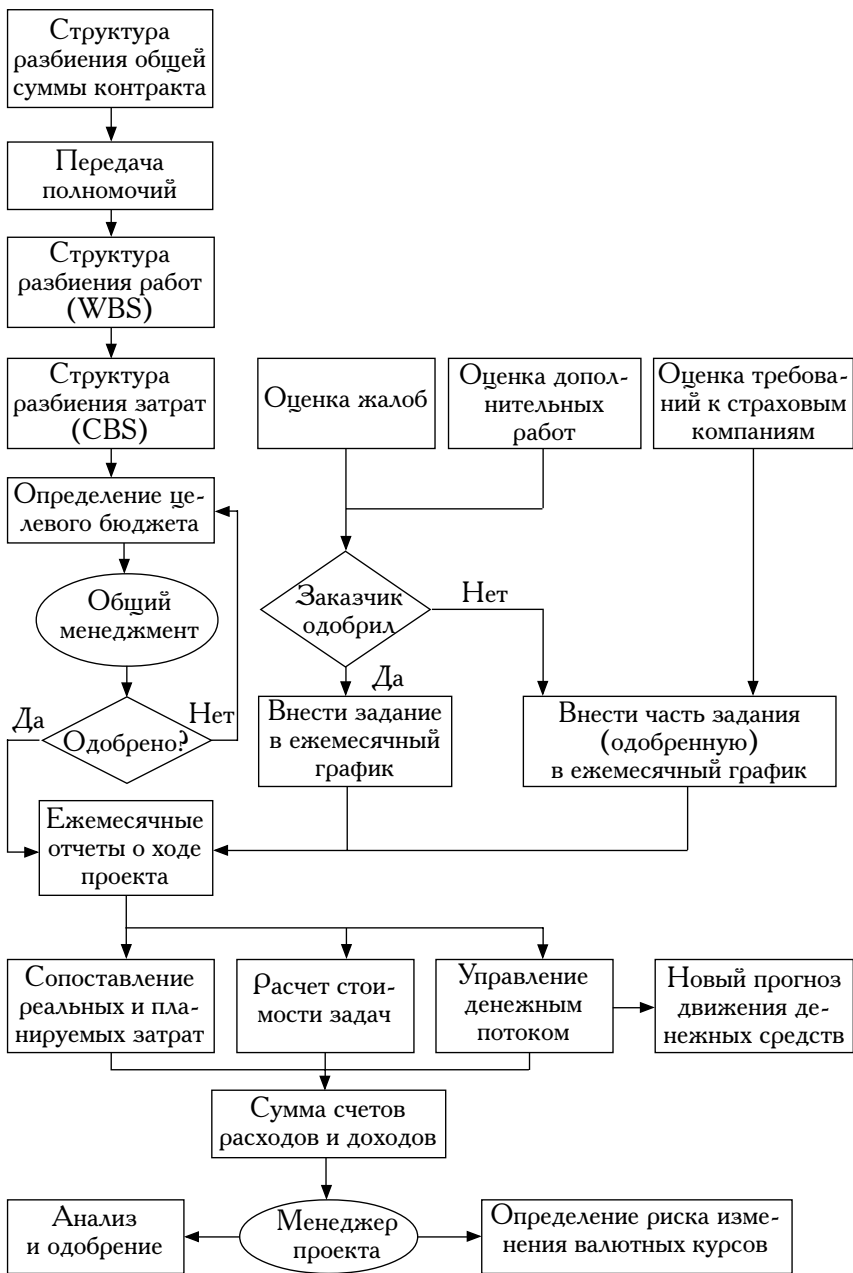 Структура
разбиения общей
суммы контракта
Передача
полномочий
Структура
разбиения работ
(WBS)
Структура
разбиения затрат
(CBS)
Оценка жалоб
Оценка допол-
нительных
работ
Оценка требова-
ний к страховым
компаниям
Определение це-
левого бюджета
Общий
менеджмент
Заказчик
одобрил
Нет
Да
Да
Одобрено?
Нет
Внести задание
в ежемесячный
график
Внести часть задания
(одобренную)
в ежемесячный график
Ежемесячные
отчеты о ходе
проекта
Сопоставление
реальных и пла-
нируемых затрат
Расчет стои-
мости задач
Управление
денежным
потоком
Новый прогноз
движения де-
нежных средств
Сумма счетов
расходов и доходов
Анализ
и одобрение
Менеджер
проекта
Определение риска изме-
нения валютных курсов